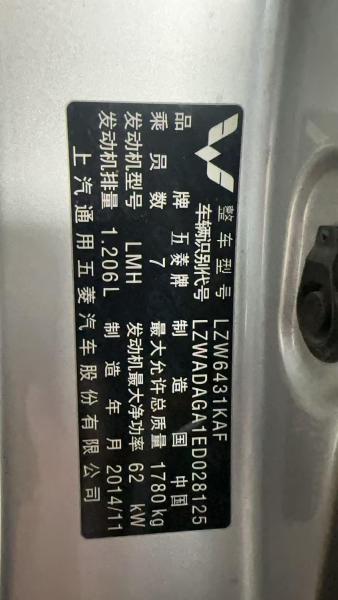 整车型号 LZW6431KAF
车辆识别代号 LZWADAGA1ED028125
品牌 五菱牌 制造国 中国
乘员数 7 最大允许总质量 1780 kg
发动机型号 LMH 发动机最大净功率 62 kW
发动机排量 1.206 L 制造年月 2014/11
上汽通用五菱汽车股份有限公司